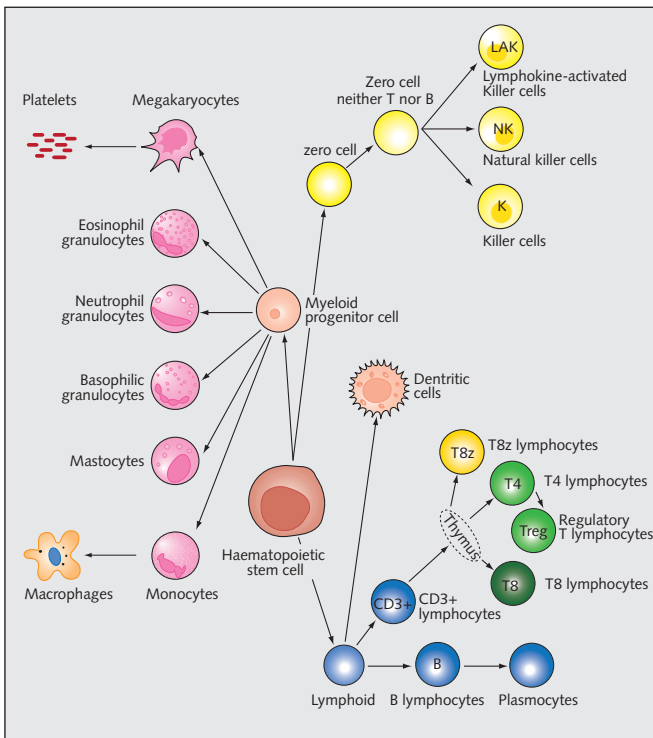 LAK
Lymphokine-activated
Killer cells
Zero cell
neither T nor B
Platelets
Megakaryocytes
NK
Natural killer cells
zero cell
K
Killer cells
Eosinophil
granulocytes
Neutrophil
granulocytes
Myeloid
progenitor cell
Basophilic
granulocytes
Dentritic
cells
Mastocytes
T8z
T8z lymphocytes
T4
T4 lymphocytes
Thymus
Treg
Regulatory
T lymphocytes
Haematopoietic
stem cell
T8
T8 lymphocytes
Macrophages
Monocytes
CD3+
CD3+
lymphocytes
B
Lymphoid
B lymphocytes
Plasmocytes